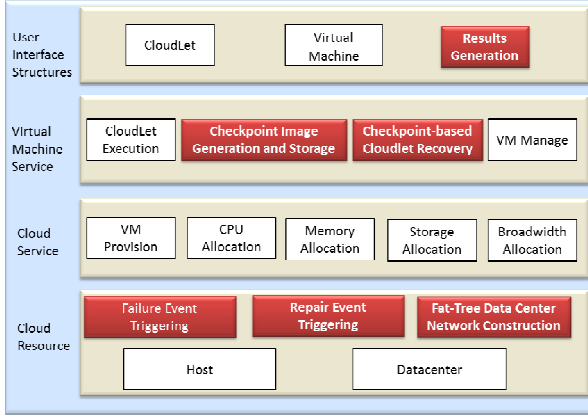 User
Interface
Structures
CloudLet
Virtual
Machine
Results
Generation
Virtual
Machine
Service
CloudLet
Execution
Checkpoint Image
Generation and Storage
Checkpoint-based
Cloudlet Recovery
VM Manage
Cloud
Service
VM
Provision
CPU
Allocation
Memory
Allocation
Storage
Allocation
Broadwidth
Allocation
Cloud
Resource
Failure Event
Triggering
Repair Event
Triggering
Fat-Tree Data Center
Network Construction
Host
Datacenter